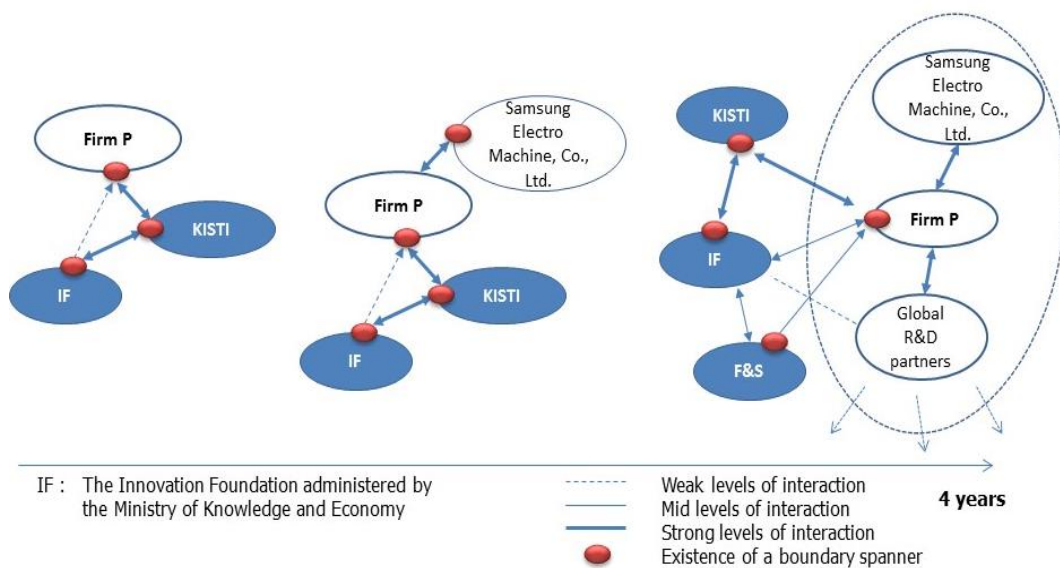 Firm P
KISTI
IF
Samsung
Electro
Machine, Co.,
Ltd.
Firm P
KISTI
IF
KISTI
IF
F&S
Samsung
Electro
Machine, Co.,
Ltd.
Firm P
Global
R&D
partners
IF : The Innovation Foundation administered by
the Ministry of Knowledge and Economy
Weak levels of interaction
Mid levels of interaction
Strong levels of interaction
Existence of a boundary spanner
4 years